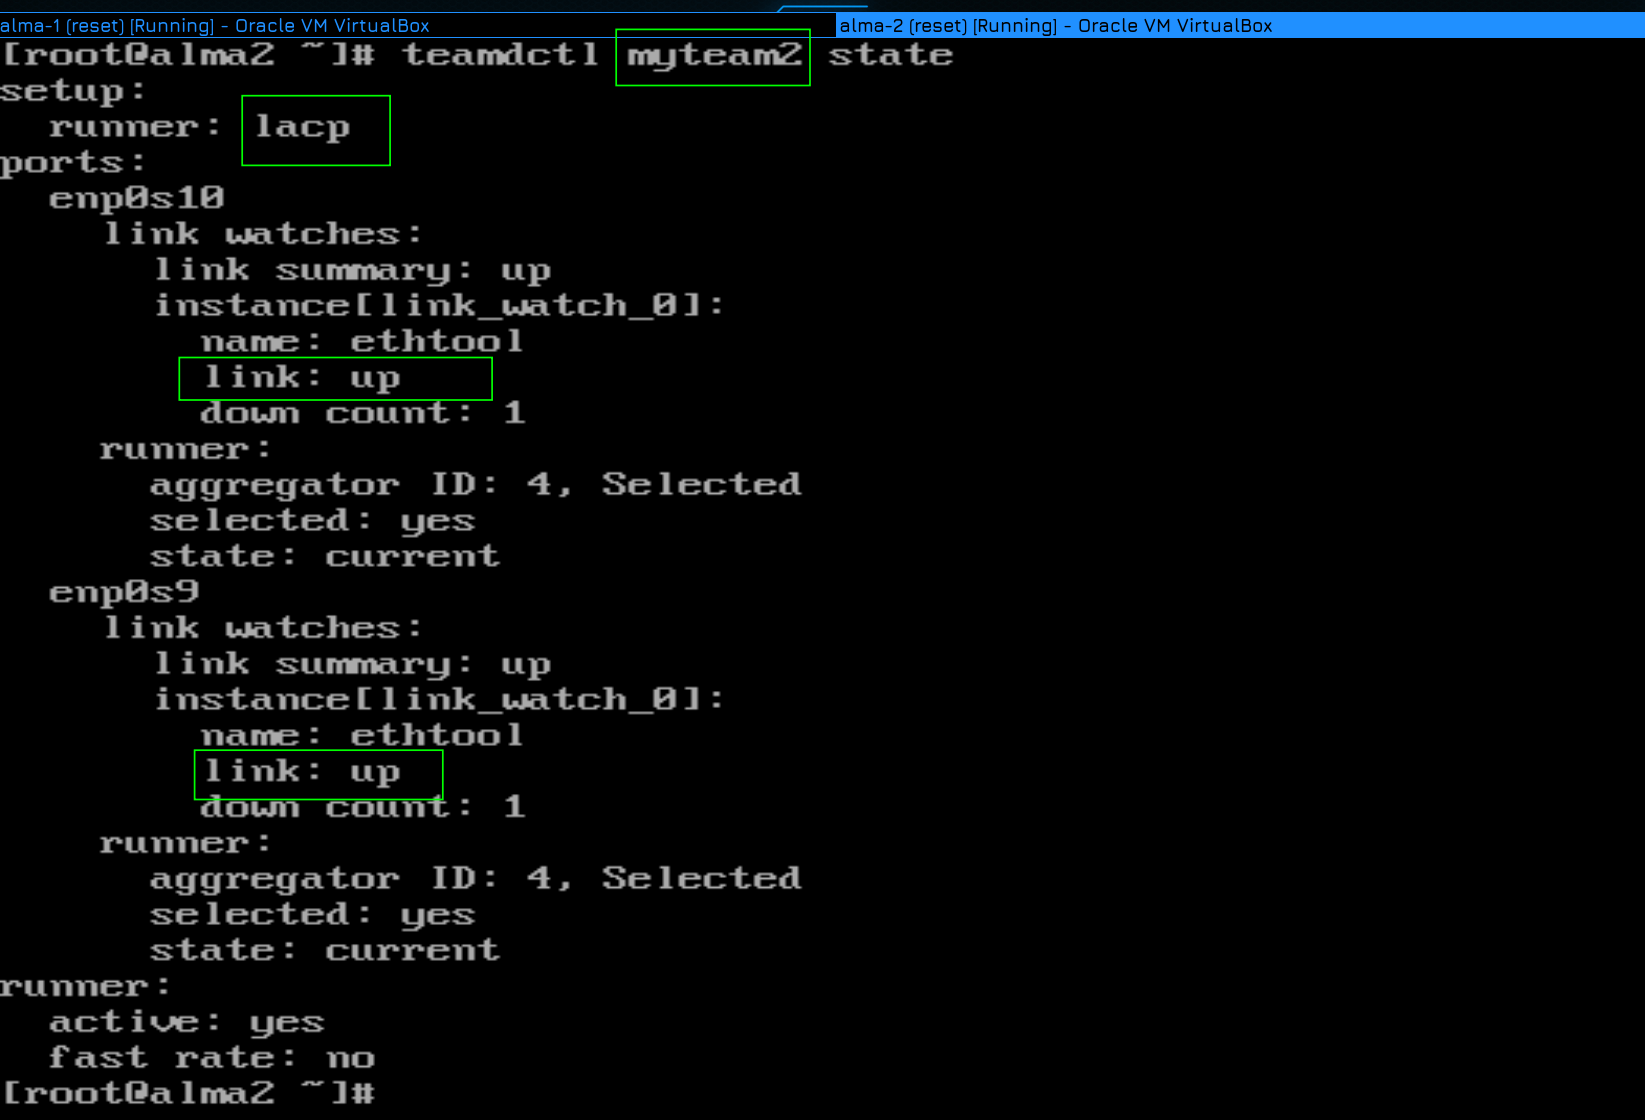 alma-1 (reset) [Running] - Oracle VM VirtualBox
alma-2 (reset) [Running] - Oracle VM VirtualBox
[root@alma2 ~]# teamdctl myteam2 state
setup:
  runner: lacp
ports:
  enp0s10
    link watches:
      link summary: up
      instance[link_watch_0]:
        name: ethtool
        link: up
        down count: 1
    runner:
      aggregator ID: 4, Selected
      selected: yes
      state: current
  enp0s9
    link watches:
      link summary: up
      instance[link_watch_0]:
        name: ethtool
        link: up
        down count: 1
    runner:
      aggregator ID: 4, Selected
      selected: yes
      state: current
runner:
  active: yes
  fast rate: no
[root@alma2 ~]#